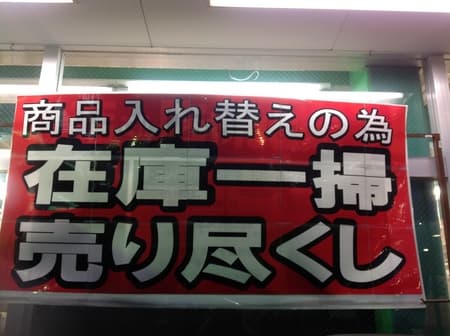 商品入れ替えの為
在庫一掃
売り尽くし